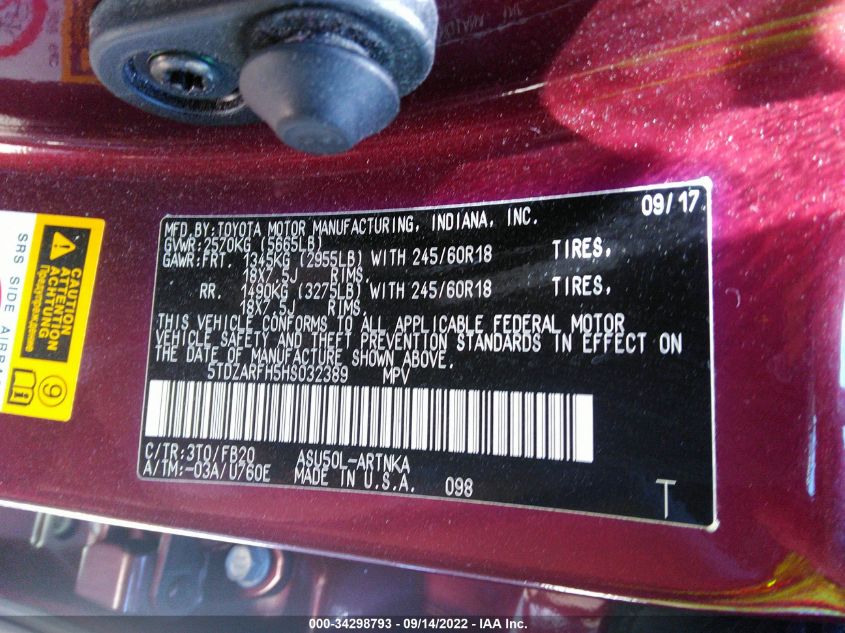 MFD.BY:TOYOTA MOTOR MANUFACTURING, INDIANA, INC. 09/17
GVWR:2570KG (5665LB)
GAWR:FRT. 1345KG (2955LB) WITH 245/60R18 TIRES,
18X7.5J RIMS.
RR. 1490KG (3275LB) WITH 245/60R18 TIRES,
18X7.5J RIMS.
THIS VEHICLE CONFORMS TO ALL APPLICABLE FEDERAL MOTOR
VEHICLE SAFETY AND THEFT PREVENTION STANDARDS IN EFFECT ON
THE DATE OF MANUFACTURE SHOWN ABOVE.
5TDZARFH5HS032389 MPV
C/TR:3T0/FB20 ASU50L-ARTNKA
A/TM:-03A/U760E MADE IN U.S.A. 098
T
CAUTION
ATTENTION
ACHTUNG
Предупреждение
SRS SIDE AIRBAG
9
000-34298793 - 09/14/2022 - IAA Inc.